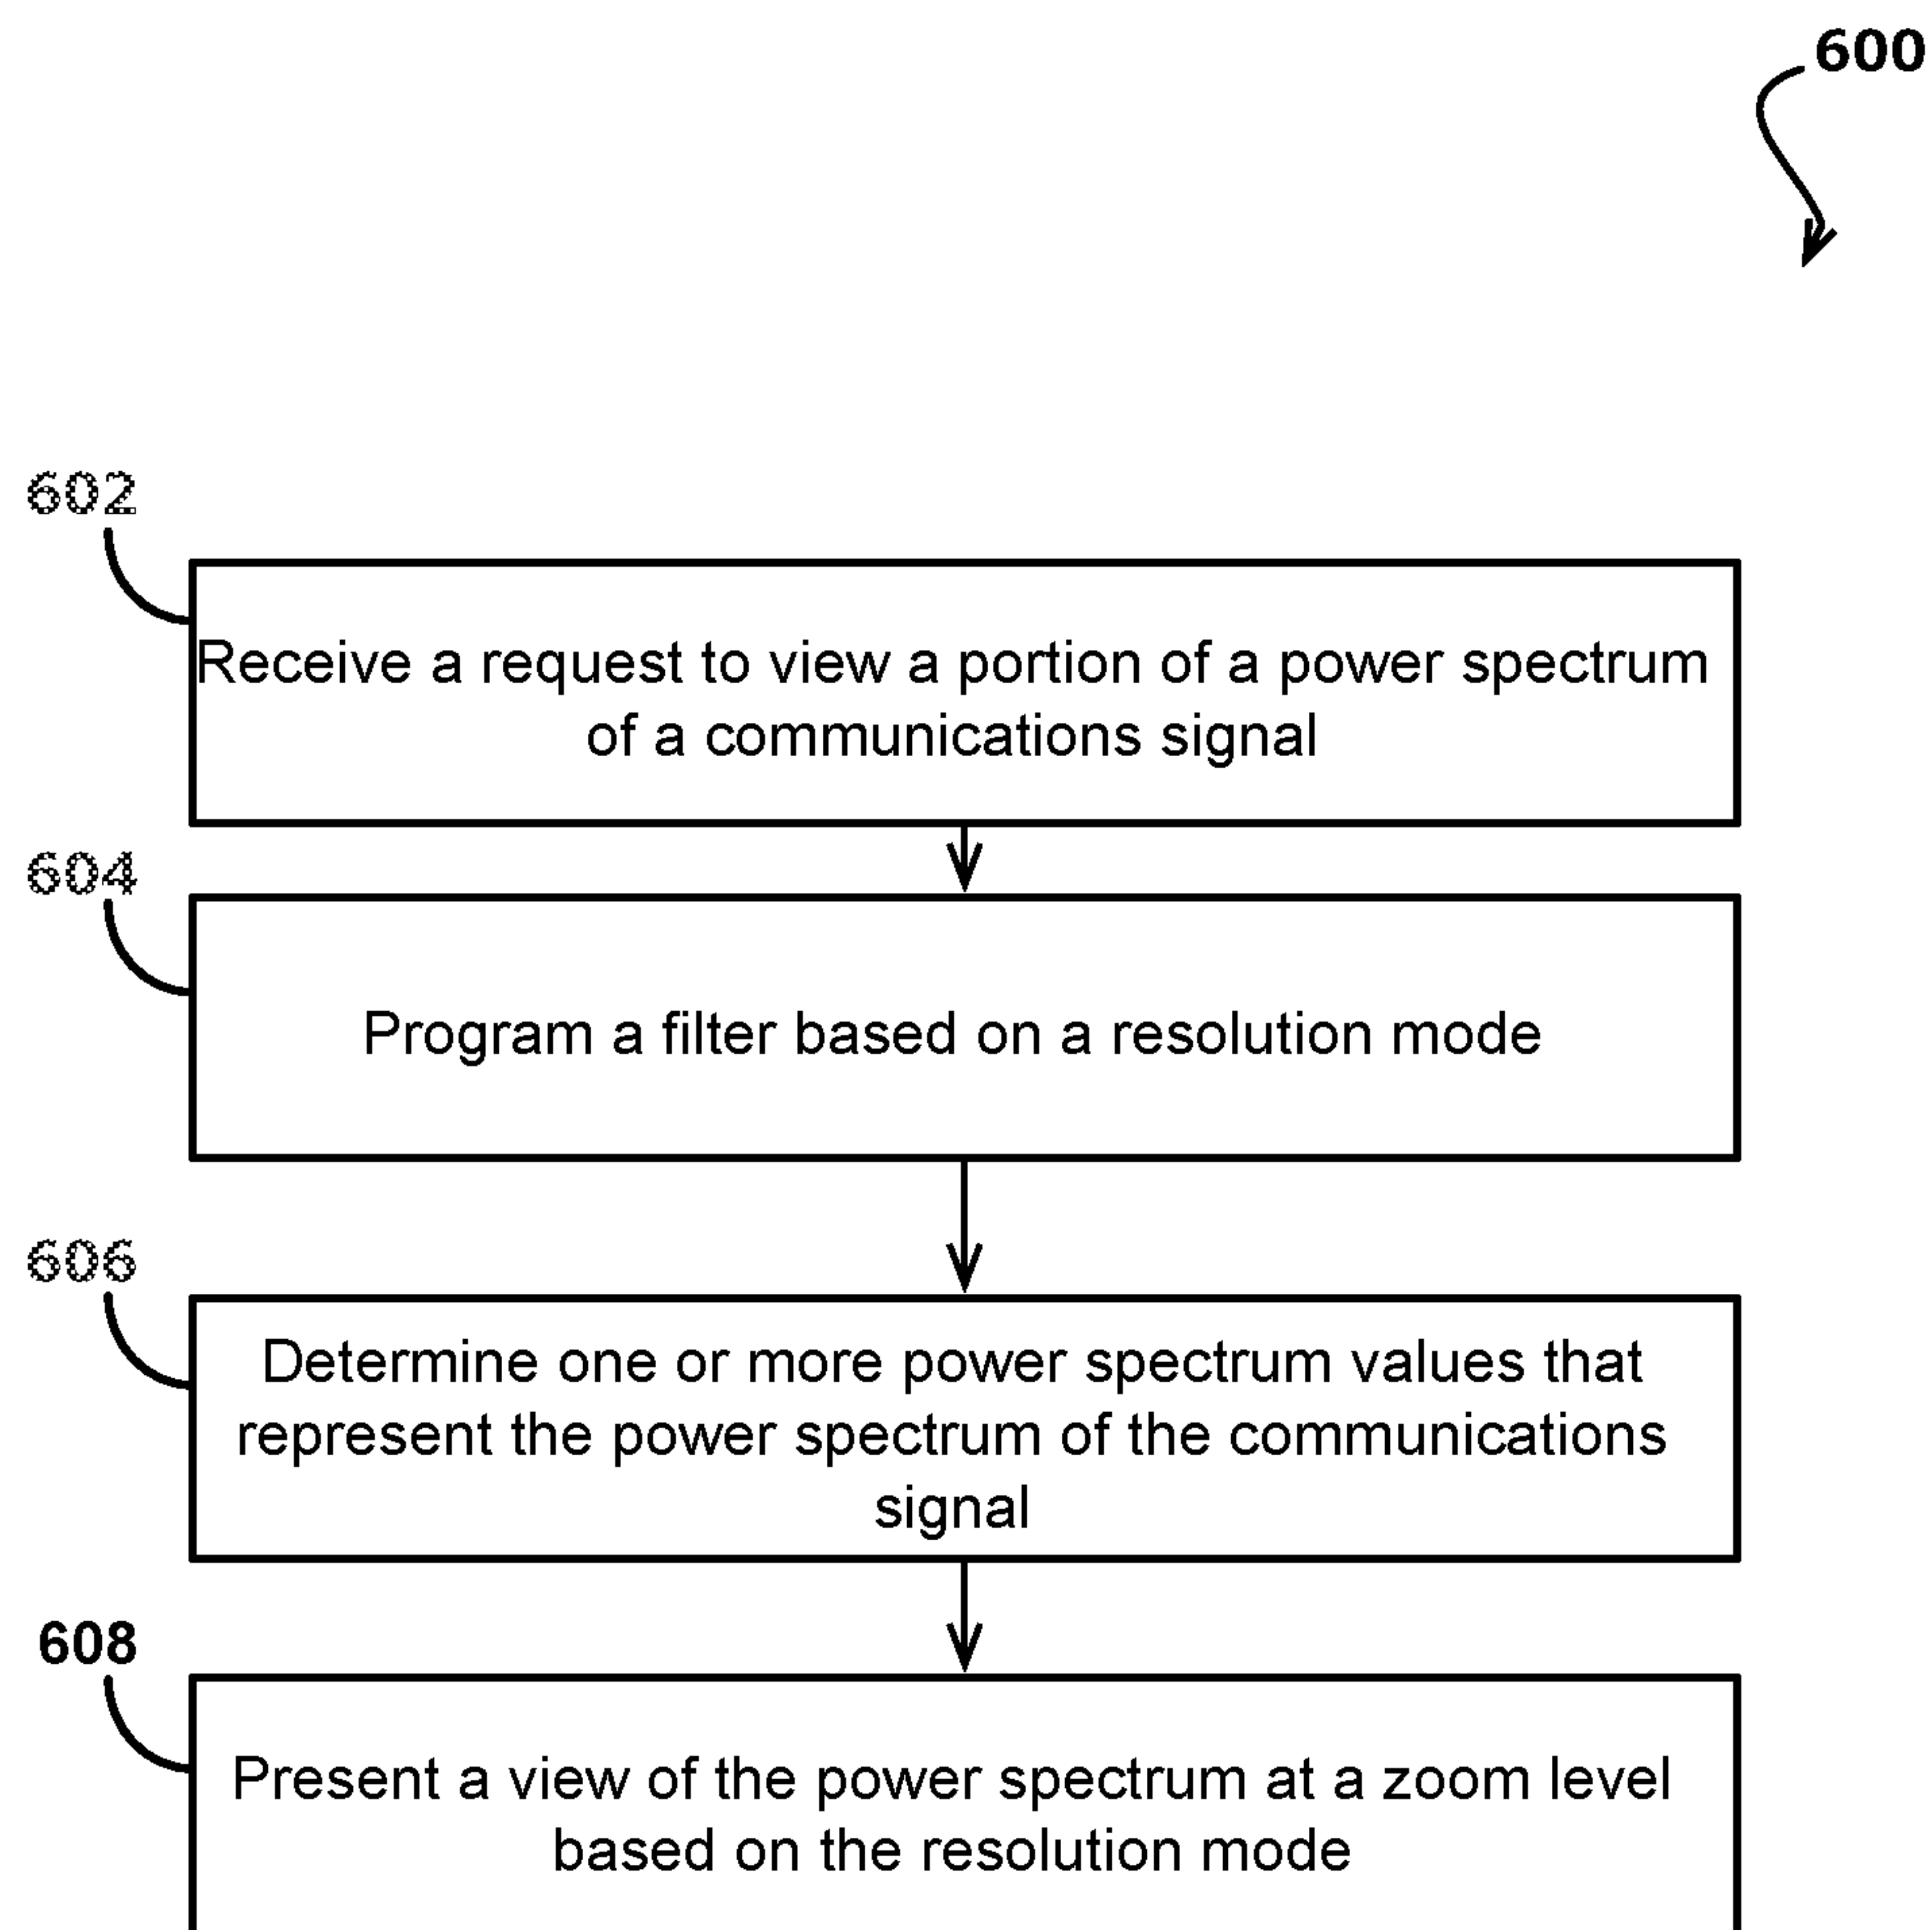 600
602
Receive a request to view a portion of a power spectrum
of a communications signal
604
Program a filter based on a resolution mode
606
Determine one or more power spectrum values that
represent the power spectrum of the communications
signal
608
Present a view of the power spectrum at a zoom level
based on the resolution mode